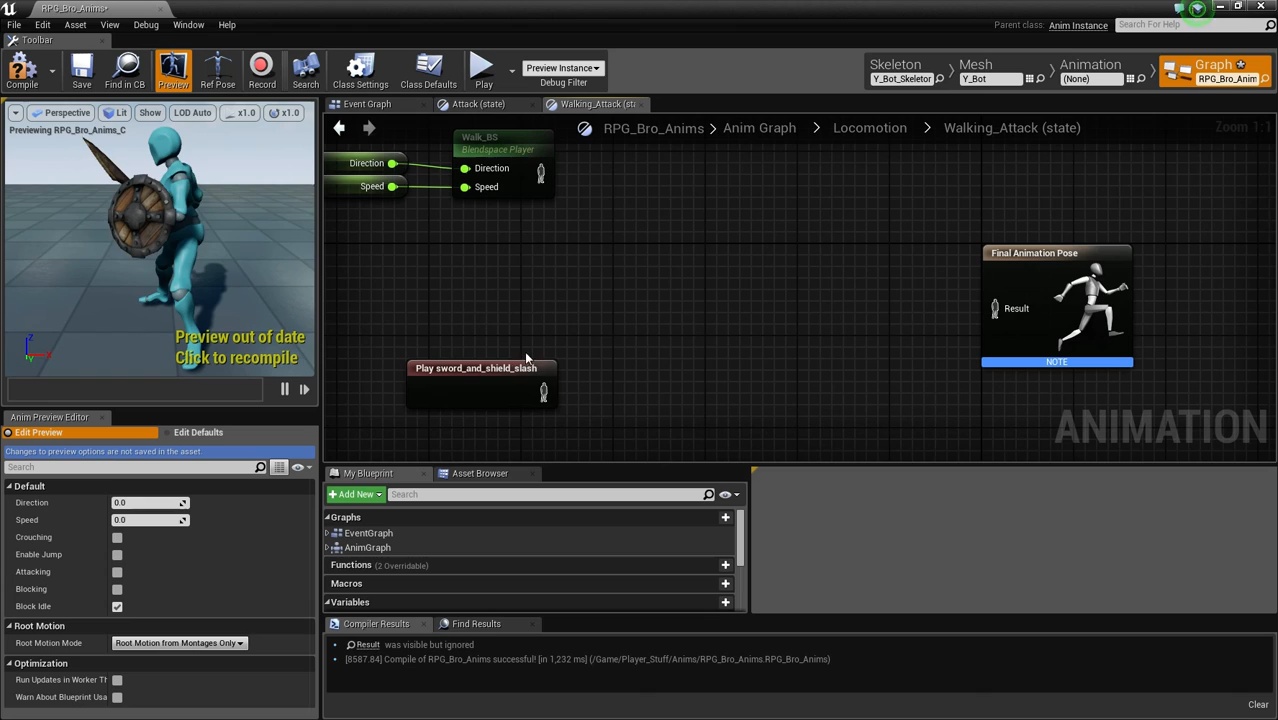 RPG_Bro_Anims*
File Edit Asset View Debug Window Help
Parent class: Anim Instance
Search For Help
Toolbar
Compile
Save
Find in CB
Preview
Ref Pose
Record
Search
Class Settings
Class Defaults
Play
Preview Instance
Debug Filter
Skeleton
Y_Bot_Skeletor
Mesh
Y_Bot
Animation
(None)
Graph
RPG_Bro_Anim
Perspective Lit Show LOD Auto x1.0 x1.0
Previewing RPG_Bro_Anims_C
Preview out of date
Click to recompile
Z X Y
Event Graph
Attack (state)
Walking_Attack (sta
RPG_Bro_Anims > Anim Graph > Locomotion > Walking_Attack (state)
Zoom 1:1
Walk_BS
Blendspace Player
Direction
Direction
Speed
Speed
Final Animation Pose
Result
NOTE
Play sword_and_shield_slash
ANIMATION
Anim Preview Editor
Edit Preview
Edit Defaults
Changes to preview options are not saved in the asset
Search
Default
Direction 0.0
Speed 0.0
Crouching
Enable Jump
Attacking
Blocking
Block Idle
Root Motion
Root Motion Mode Root Motion from Montages Only
Optimization
Run Updates in Worker Th
Warn About Blueprint Usa
My Blueprint
Asset Browser
+Add New
Search
Graphs
EventGraph
AnimGraph
Functions (2 Overridable)
Macros
Variables
Compiler Results
Find Results
Result was visible but ignored
[8587.84] Compile of RPG_Bro_Anims successful! [in 1,232 ms] (/Game/Player_Stuff/Anims/RPG_Bro_Anims.RPG_Bro_Anims)
Clear